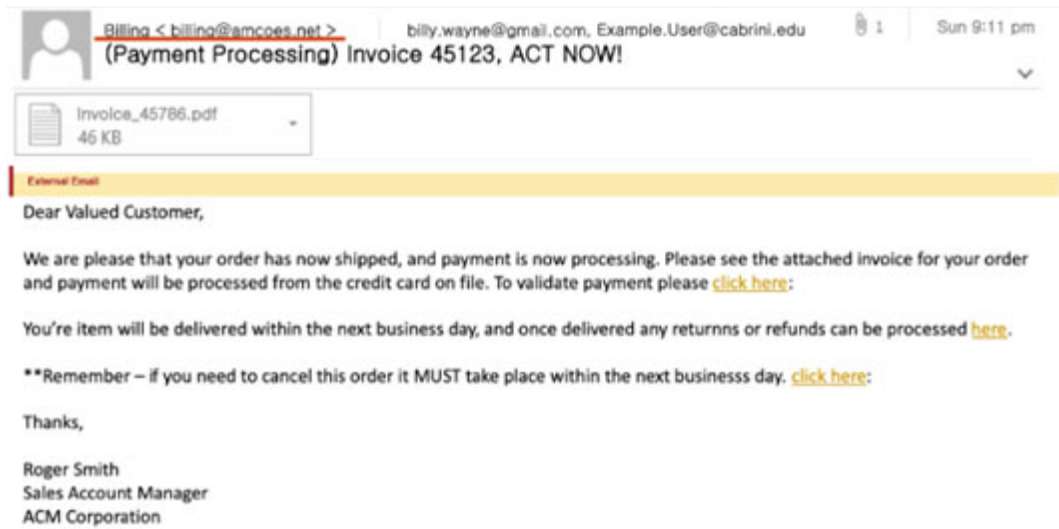 Billing < billing@amcoes.net > billy.wayne@gmail.com, Example.User@cabrini.edu 1 Sun 9:11 pm
(Payment Processing) Invoice 45123, ACT NOW!
Invoice_45786.pdf
46 KB
External Email
Dear Valued Customer,
We are please that your order has now shipped, and payment is now processing. Please see the attached invoice for your order
and payment will be processed from the credit card on file. To validate payment please click here:
You’re item will be delivered within the next business day, and once delivered any returnns or refunds can be processed here.
**Remember – if you need to cancel this order it MUST take place within the next businesss day. click here:
Thanks,
Roger Smith
Sales Account Manager
ACM Corporation